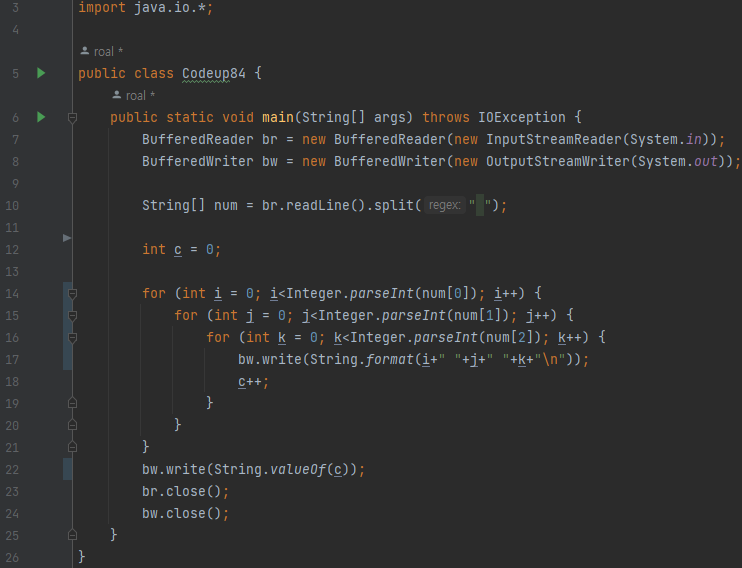 3 import java.io.*;
4
roal *
5 public class Codeup84 {
roal *
6 public static void main(String[] args) throws IOException {
7 BufferedReader br = new BufferedReader(new InputStreamReader(System.in));
8 BufferedWriter bw = new BufferedWriter(new OutputStreamWriter(System.out));
9
10 String[] num = br.readLine().split( regex: " ");
11
12 int c = 0;
13
14 for (int i = 0; i<Integer.parseInt(num[0]); i++) {
15 for (int j = 0; j<Integer.parseInt(num[1]); j++) {
16 for (int k = 0; k<Integer.parseInt(num[2]); k++) {
17 bw.write(String.format(i+" "+j+" "+k+"\n"));
18 c++;
19 }
20 }
21 }
22 bw.write(String.valueOf(c));
23 br.close();
24 bw.close();
25 }
26 }